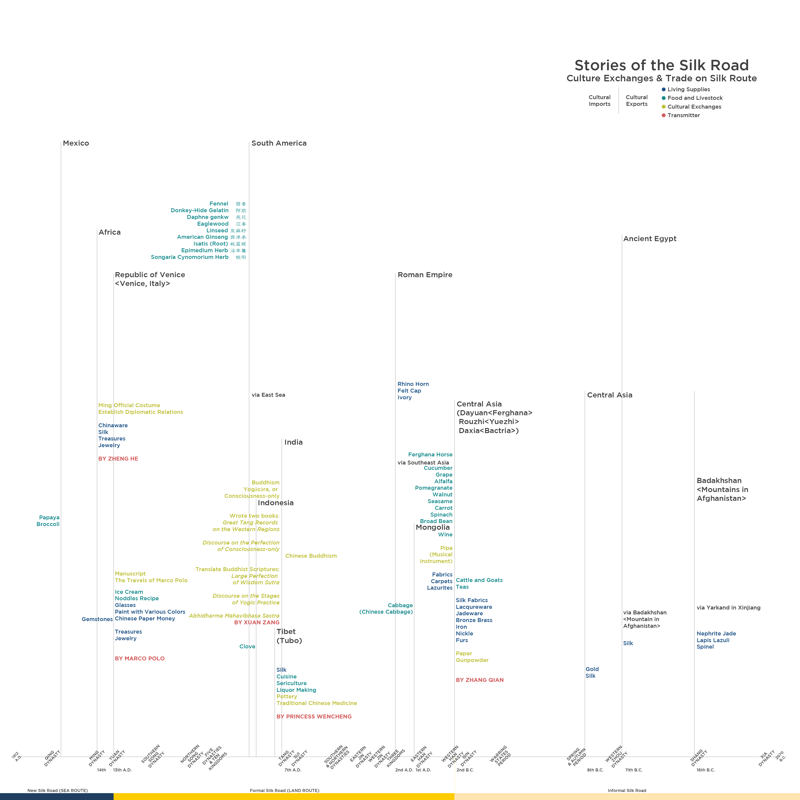 Stories of the Silk Road
Culture Exchanges & Trade on Silk Route
Cultural Imports
Cultural Exports
Living Supplies
Food and Livestock
Cultural Exchanges
Transmitter
Mexico
Papaya
Broccoli
Africa
Ming Official Costume
Establish Diplomatic Relations
Chinaware
Silk
Treasures
Jewelry
BY ZHENG HE
Republic of Venice
<Venice, Italy>
Manuscript
The Travels of Marco Polo
Ice Cream
Noddles Recipe
Glasses
Paint with Various Colors
Gemstones
Chinese Paper Money
Treasures
Jewelry
BY MARCO POLO
South America
Fennel
Donkey-Hide Gelatin
Daphne genkw
Eaglewood
Linseed
American Ginseng
Isatis (Root)
Epimedium Herb
Songaria Cynomorium Herb
via East Sea
India
Buddhism
Yogacira, or
Consciousness-only
Indonesia
Wrote two books
Great Tang Records
on the Western Regions
Discourse on the Perfection
of Consciousness-only
Chinese Buddhism
Translate Buddhist Scriptures:
Large Perfection
of Wisdom Sutra
Discourse on the Stages
of Yogic Practice
Abhidharma Mahavibhasa Sastra
BY XUAN ZANG
Clove
Tibet
(Tubo)
Silk
Cuisine
Sericulture
Liquor Making
Pottery
Traditional Chinese Medicine
BY PRINCESS WENCHENG
Roman Empire
Rhino Horn
Felt Cap
Ivory
via Southeast Asia
Mongolia
Cabbage
(Chinese Cabbage)
Central Asia
(Dayuan<Ferghana>
Rouzhi<Yuezhi>
Daxia<Bactria>)
Ferghana Horse
Cucumber
Grape
Alfalfa
Pomegranate
Walnut
Seasame
Carrot
Spinach
Broad Bean
Wine
Pipa
(Musical
Instrument)
Fabrics
Carpets
Lazurites
Cattle and Goats
Teas
Silk Fabrics
Lacqureware
Jadeware
Bronze Brass
Iron
Nickle
Furs
Paper
Gunpowder
BY ZHANG QIAN
Central Asia
Gold
Silk
Ancient Egypt
via Badakhshan
<Mountain in
Afghanistan>
Silk
Badakhshan
<Mountains in
Afghanistan>
via Yarkand in Xinjiang
Nephrite Jade
Lapis Lazuli
Spinel
QING DYNASTY
MING DYNASTY
YUAN DYNASTY
SOUTHERN SONG DYNASTY
NORTHERN SONG DYNASTY
FIVE DYNASTIES & TEN KINGDOMS
TANG DYNASTY
SUI DYNASTY
SOUTHERN & NORTHERN DYNASTIES
EASTERN JIN DYNASTY
WESTERN JIN DYNASTY
THREE KINGDOMS
EASTERN HAN DYNASTY
WESTERN HAN DYNASTY
QIN DYNASTY
WARRING STATES PERIOD
SPRING & AUTUMN PERIOD
WESTERN ZHOU DYNASTY
SHANG DYNASTY
XIA DYNASTY
14th
13th A.D.
7th A.D.
2nd A.D.
1st A.D.
2nd B.C.
8th B.C.
11th B.C.
16th B.C.
New Silk Road (SEA ROUTE)
Formal Silk Road (LAND ROUTE)
Informal Silk Road